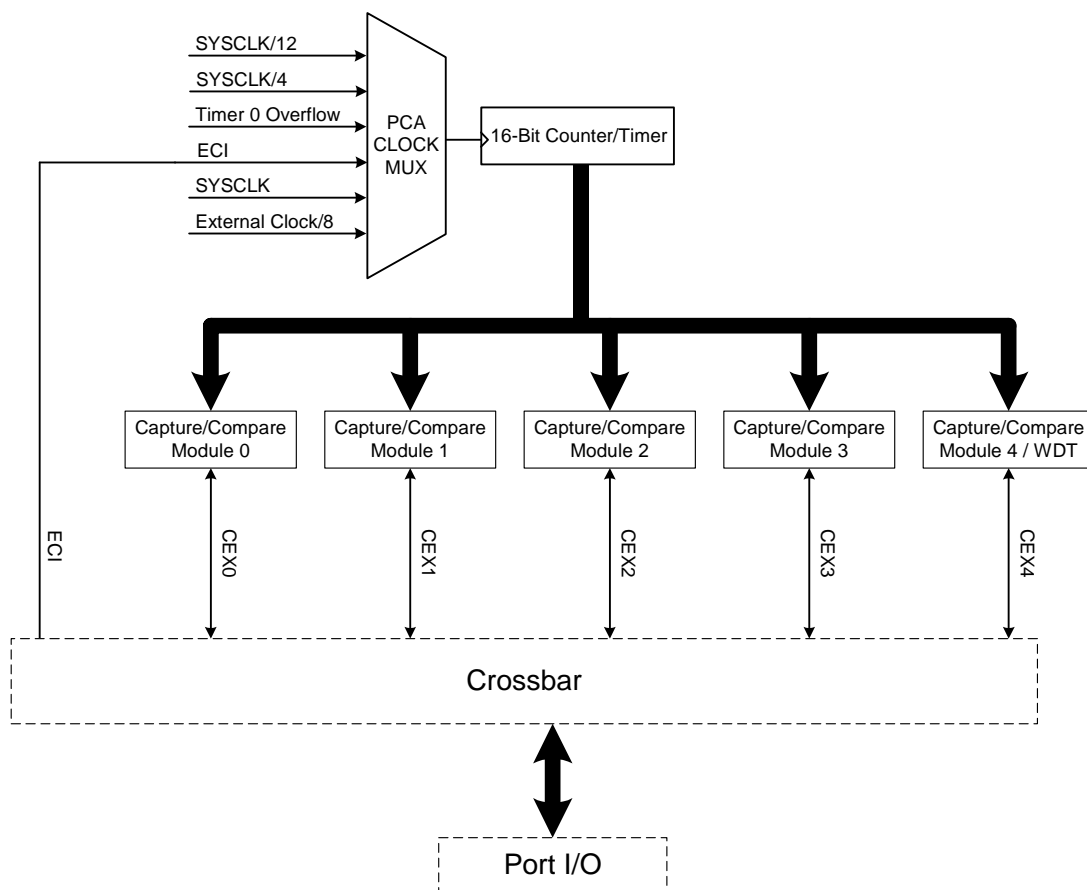 SYSCLK/12
SYSCLK/4
Timer 0 Overflow
ECI
SYSCLK
External Clock/8
PCA
CLOCK
MUX
16-Bit Counter/Timer
Capture/Compare
Module 0
Capture/Compare
Module 1
Capture/Compare
Module 2
Capture/Compare
Module 3
Capture/Compare
Module 4 / WDT
ECI
CEX0
CEX1
CEX2
CEX3
CEX4
Crossbar
Port I/O